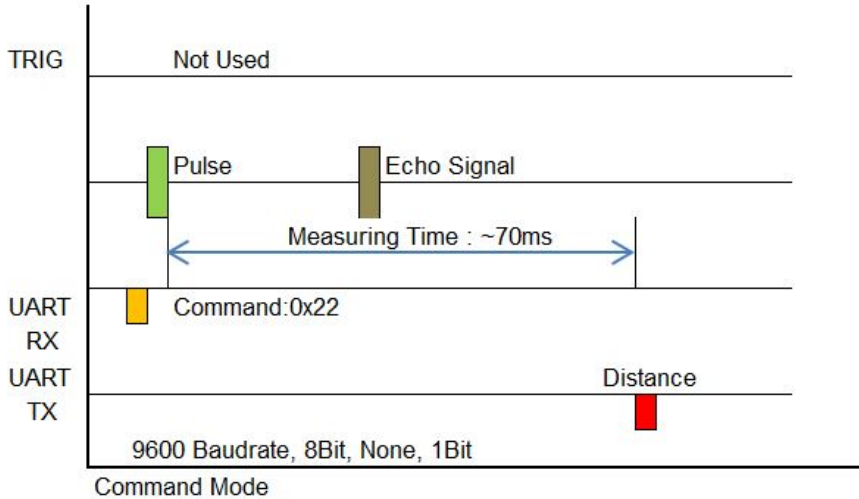 TRIG
Not Used
Pulse
Echo Signal
Measuring Time : ~70ms
UART
RX
Command:0x22
UART
TX
Distance
9600 Baudrate, 8Bit, None, 1Bit
Command Mode